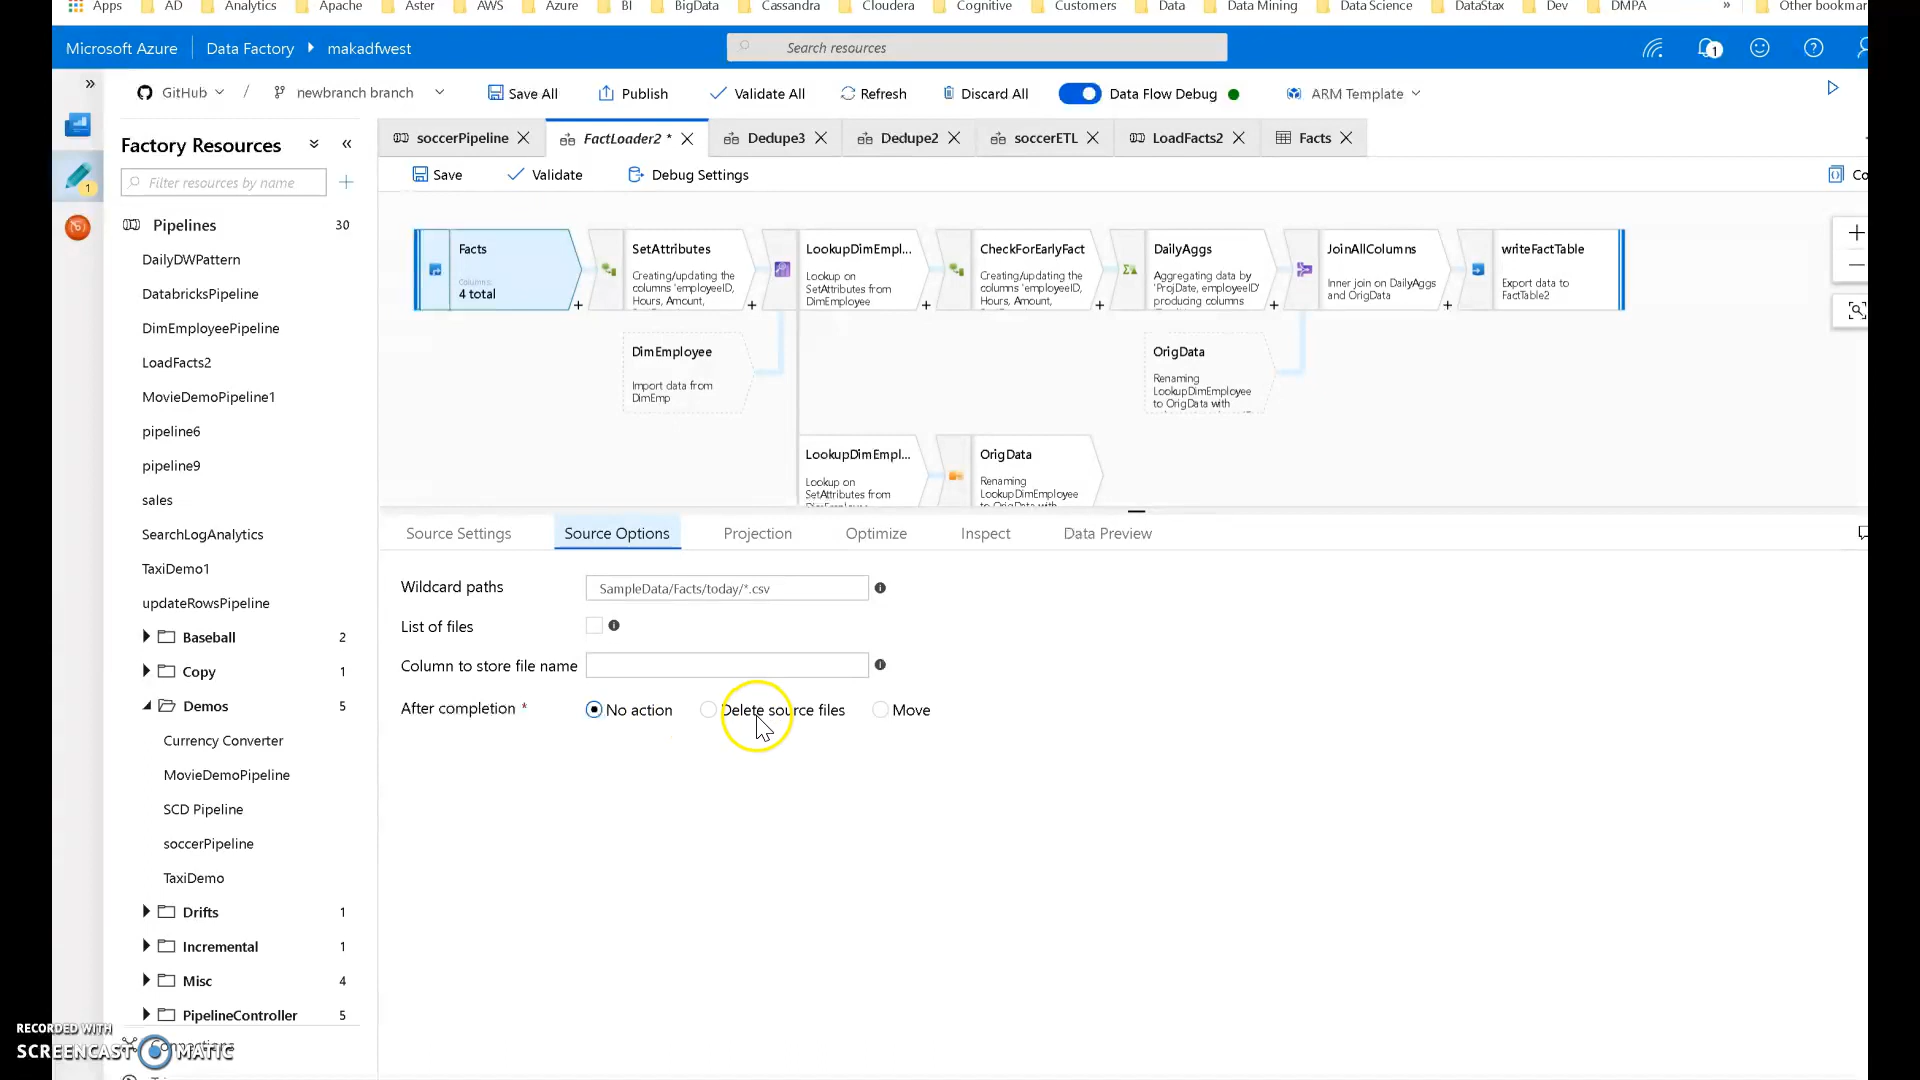 Apps AD Analytics Apache Aster AWS Azure BI BigData Cassandra Cloudera Cognitive Customers Data Data Mining Data Science DataStax Dev DMPA » Other bookmar
Microsoft Azure Data Factory makadfwest Search resources 1
» GitHub / newbranch branch Save All Publish Validate All Refresh Discard All Data Flow Debug ARM Template
soccerPipeline FactLoader2 * Dedupe3 Dedupe2 soccerETL LoadFacts2 Facts
Save Validate Debug Settings Co
Factory Resources
Filter resources by name
1
Pipelines 30
DailyDWPattern
DatabricksPipeline
DimEmployeePipeline
LoadFacts2
MovieDemoPipeline1
pipeline6
pipeline9
sales
SearchLogAnalytics
TaxiDemo1
updateRowsPipeline
Baseball 2
Copy 1
Demos 5
Currency Converter
MovieDemoPipeline
SCD Pipeline
soccerPipeline
TaxiDemo
Drifts 1
Incremental 1
Misc 4
PipelineController 5
Connections
Facts
Columns:
4 total
SetAttributes
Creating/updating the
columns 'employeeID,
Hours, Amount,
LookupDimEmpl...
Lookup on
SetAttributes from
DimEmployee
CheckForEarlyFact
Creating/updating the
columns 'employeeID,
Hours, Amount,
DailyAggs
Aggregating data by
'ProjDate, employeeID'
producing columns
JoinAllColumns
Inner join on DailyAggs
and OrigData
writeFactTable
Export data to
FactTable2
DimEmployee
Import data from
DimEmp
OrigData
Renaming
LookupDimEmployee
to OrigData with
LookupDimEmpl...
Lookup on
SetAttributes from
DimEmployee
OrigData
Renaming
LookupDimEmployee
to OrigData with
Source Settings Source Options Projection Optimize Inspect Data Preview
Wildcard paths SampleData/Facts/today/*.csv
List of files
Column to store file name
After completion * No action Delete source files Move
RECORDED WITH
SCREENCAST MATIC